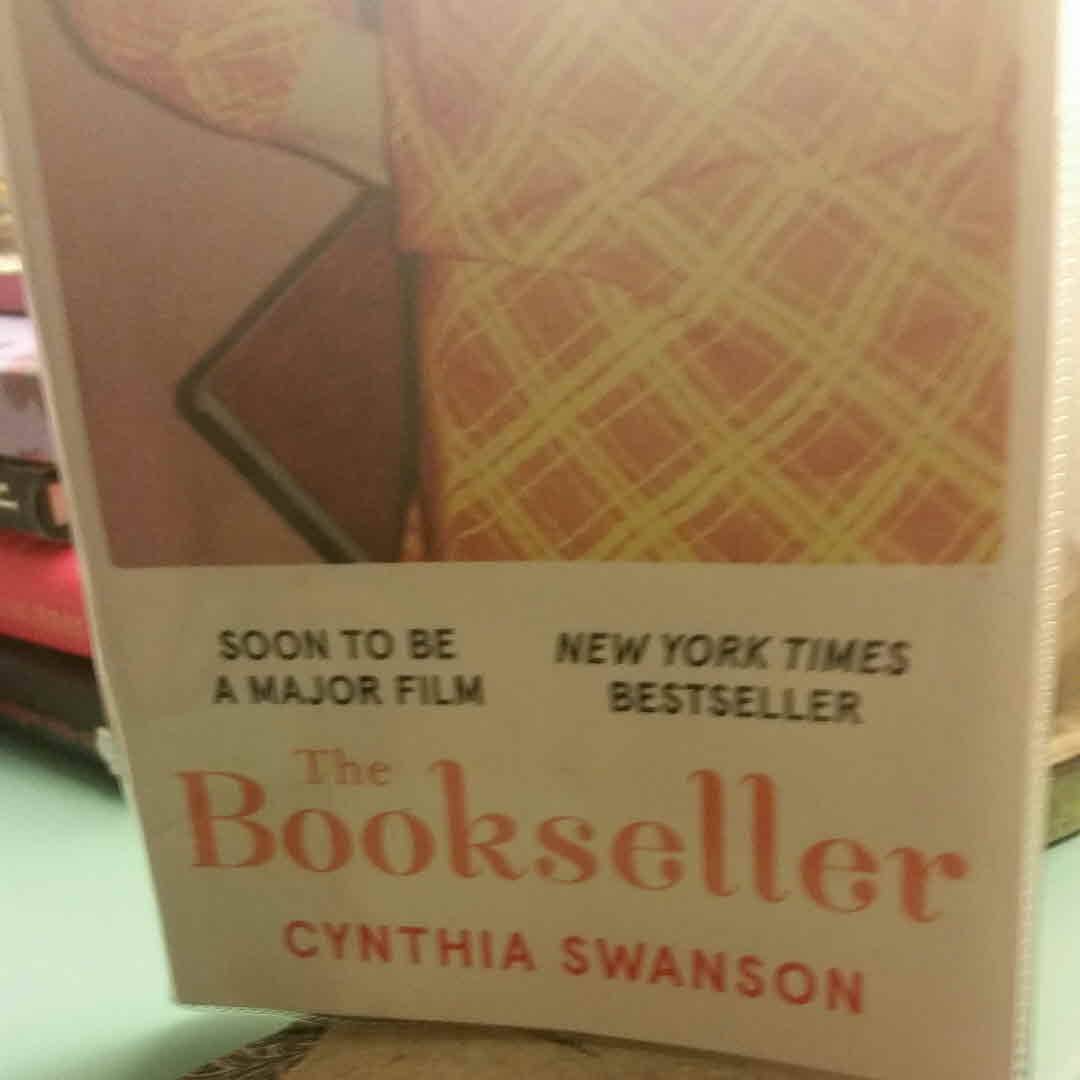 SOON TO BE
A MAJOR FILM
NEW YORK TIMES
BESTSELLER
The
Bookseller
CYNTHIA SWANSON